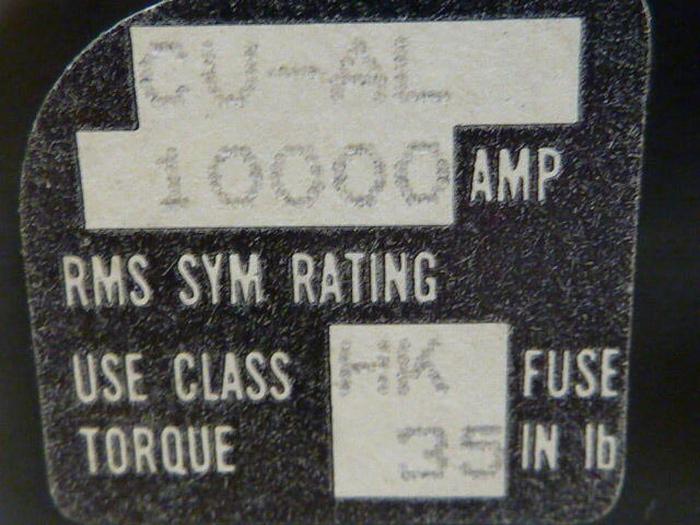 CU-AL
10000 AMP
RMS SYM RATING
USE CLASS HK FUSE
TORQUE 35 IN lb